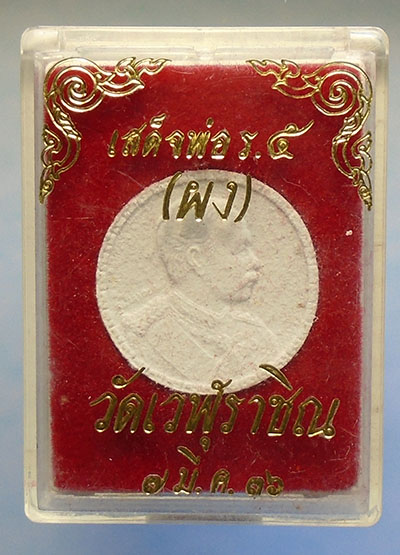 เสด็จพ่อ ร.๕
(ผง)
วัดเวฬุราชิณ
๗ มี.ค. ๓๖